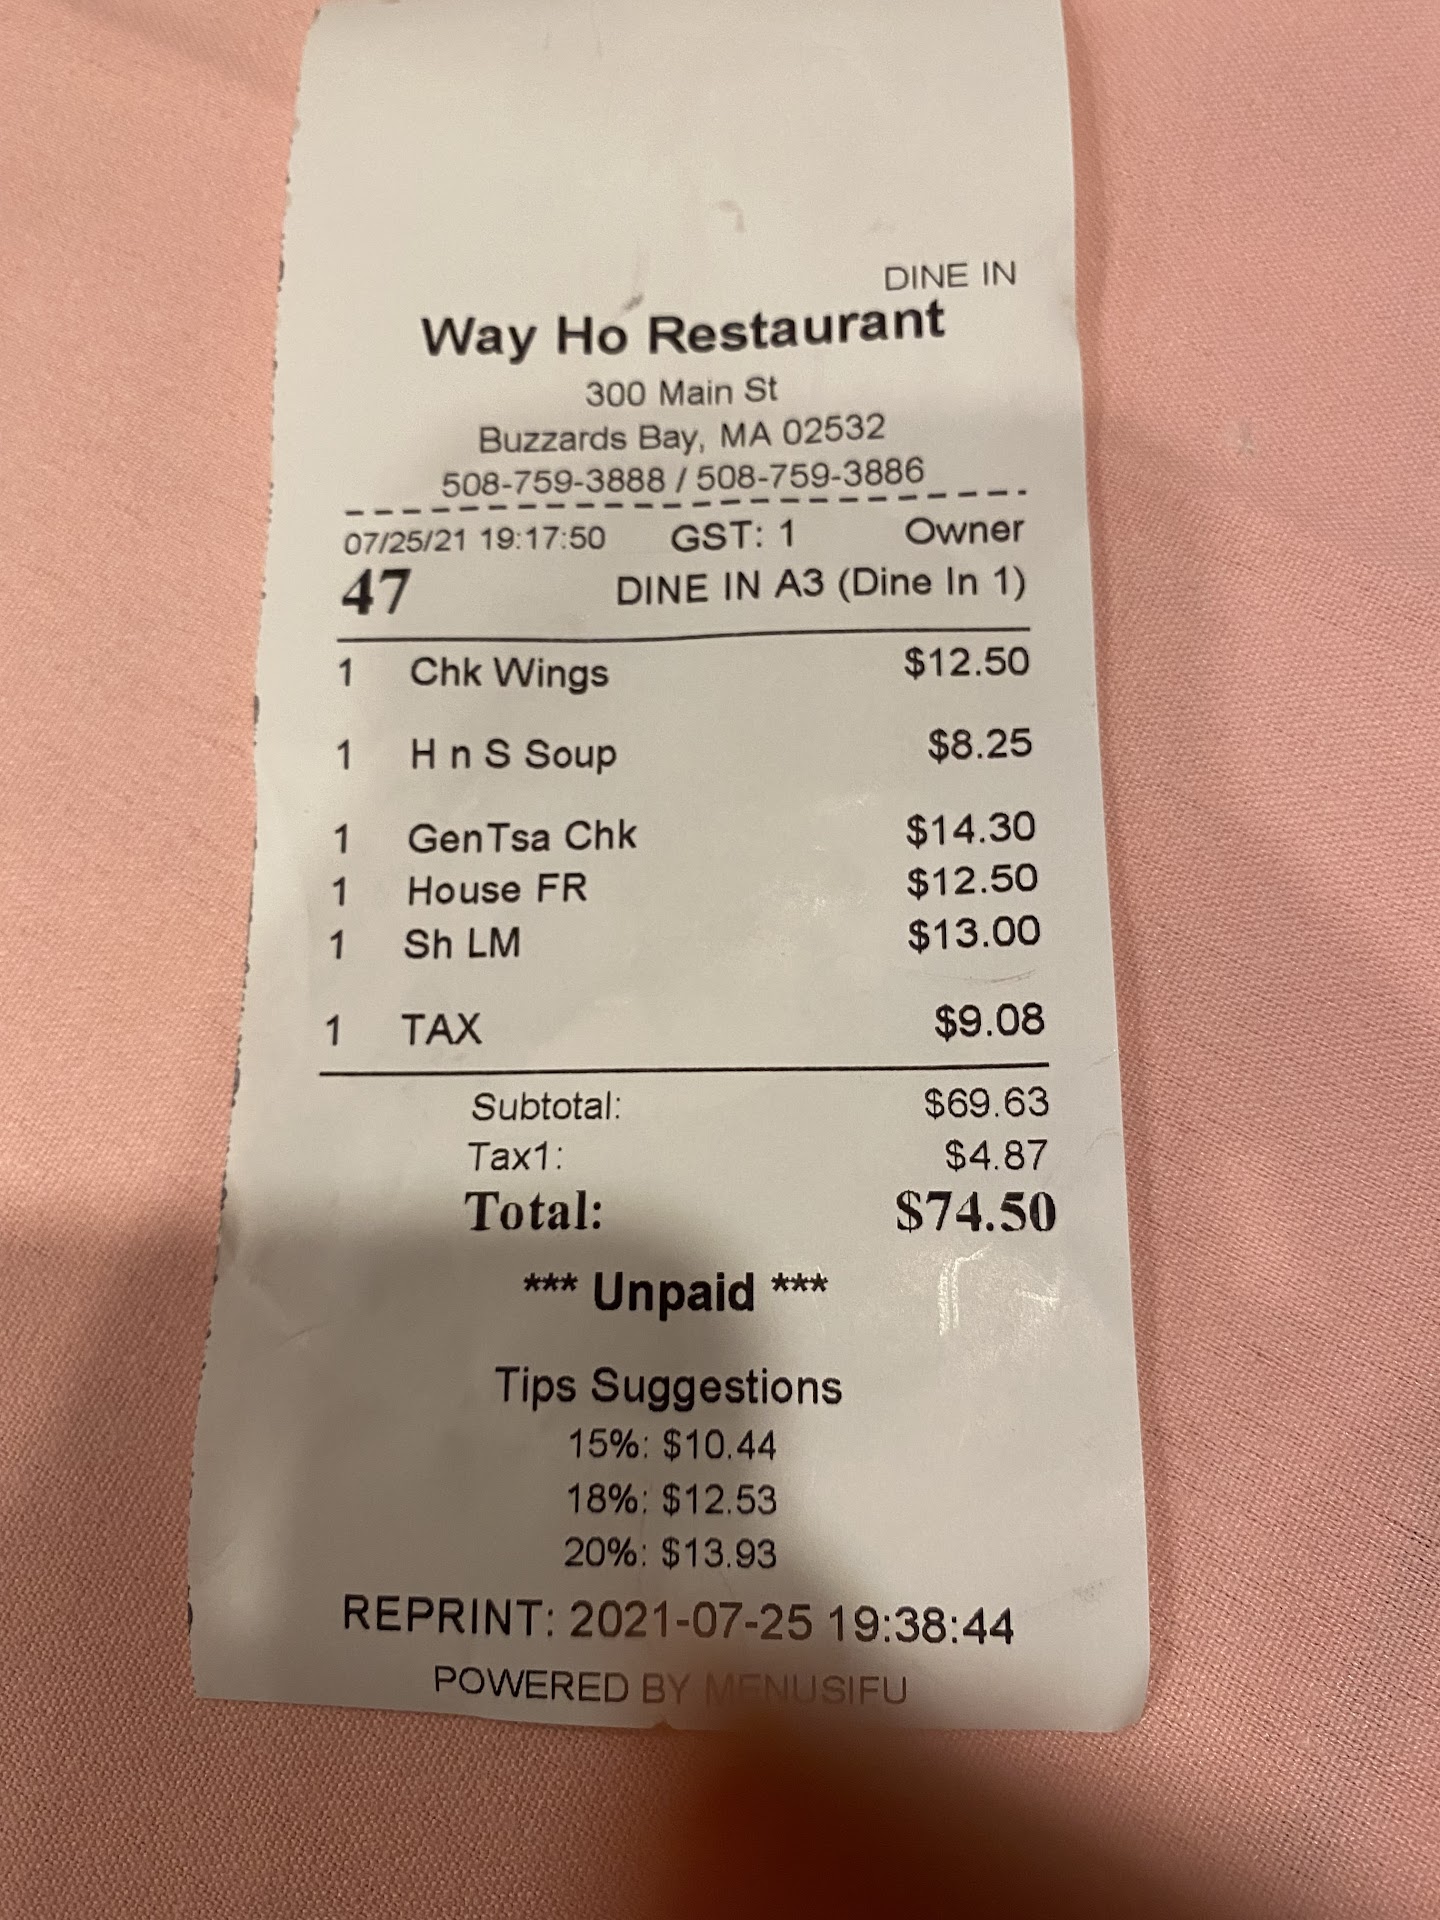 DINE IN
Way Ho Restaurant
300 Main St
Buzzards Bay, MA 02532
508-759-3888 / 508-759-3886
07/25/21 19:17:50 GST: 1 Owner
47 DINE IN A3 (Dine In 1)
1 Chk Wings $12.50
1 H n S Soup $8.25
1 GenTsa Chk $14.30
1 House FR $12.50
1 Sh LM $13.00
1 TAX $9.08
Subtotal: $69.63
Tax1: $4.87
Total: $74.50
*** Unpaid ***
Tips Suggestions
15%: $10.44
18%: $12.53
20%: $13.93
REPRINT: 2021-07-25 19:38:44
POWERED BY MENUSIFU